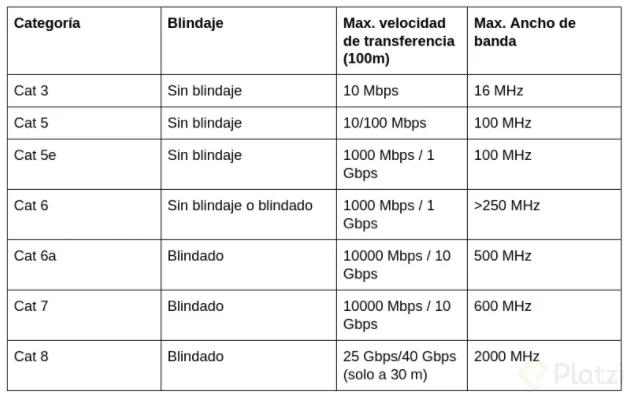 Categoría Blindaje Max. velocidad Max. Ancho de
de transferencia banda
(100m)
Cat 3 Sin blindaje 10 Mbps 16 MHz
Cat 5 Sin blindaje 10/100 Mbps 100 MHz
Cat 5e Sin blindaje 1000 Mbps / 1 100 MHz
Gbps
Cat 6 Sin blindaje o blindado 1000 Mbps / 1 >250 MHz
Gbps
Cat 6a Blindado 10000 Mbps / 10 500 MHz
Gbps
Cat 7 Blindado 10000 Mbps / 10 600 MHz
Gbps
Cat 8 Blindado 25 Gbps/40 Gbps 2000 MHz
(solo a 30 m)
Platzi